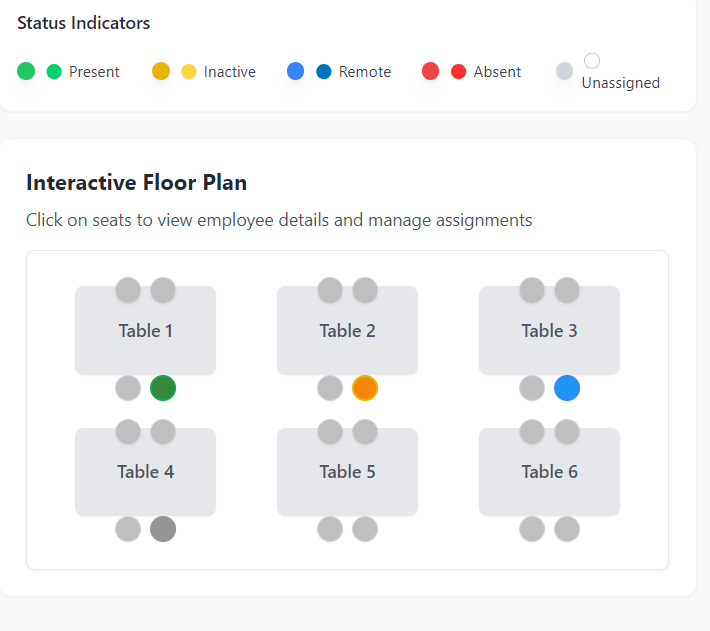 Status Indicators
Present Inactive Remote Absent Unassigned
Interactive Floor Plan
Click on seats to view employee details and manage assignments
Table 1 Table 2 Table 3
Table 4 Table 5 Table 6